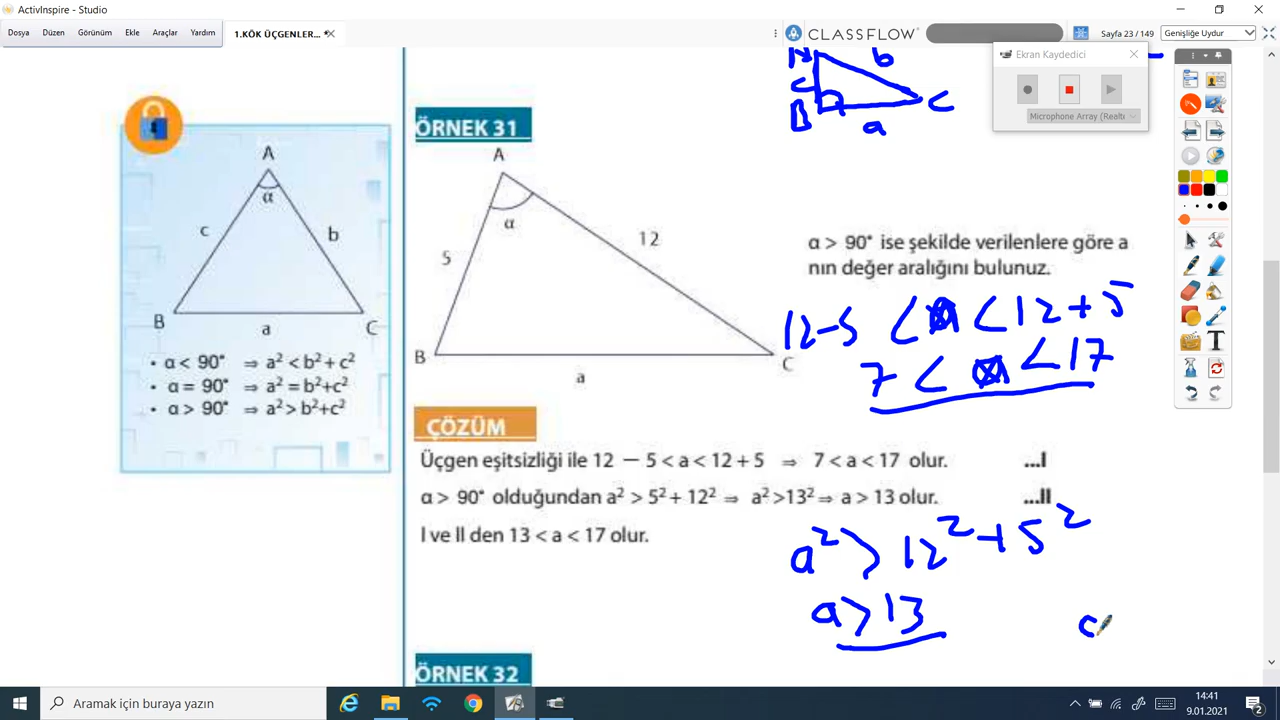 ActivInspire - Studio
Dosya Düzen Görünüm Ekle Araçlar Yardım
1.KÖK ÜÇGENLER...
CLASSFLOW
Sayfa 23 / 149
Genişliğe Uydur
Ekran Kaydedici
Microphone Array (Realt
b
c
B
C
a
ÖRNEK 31
A
α
c
b
B
a
C
• α < 90° ⇒ a² < b² + c²
• α = 90° ⇒ a² = b²+c²
• α > 90° ⇒ a² > b²+c²
A
α
5
12
B
C
a
α > 90° ise şekilde verilenlere göre a
nın değer aralığını bulunuz.
12-5 < a < 12+5
7 < a < 17
ÇÖZÜM
Üçgen eşitsizliği ile 12 − 5 < a < 12 + 5 ⇒ 7 < a < 17 olur. ...I
α > 90° olduğundan a² > 5² + 12² ⇒ a² >13² ⇒ a > 13 olur. ...II
I ve II den 13 < a < 17 olur.
a² > 12² + 5²
a > 13
ÖRNEK 32
Aramak için buraya yazın
14:41
9.01.2021
2